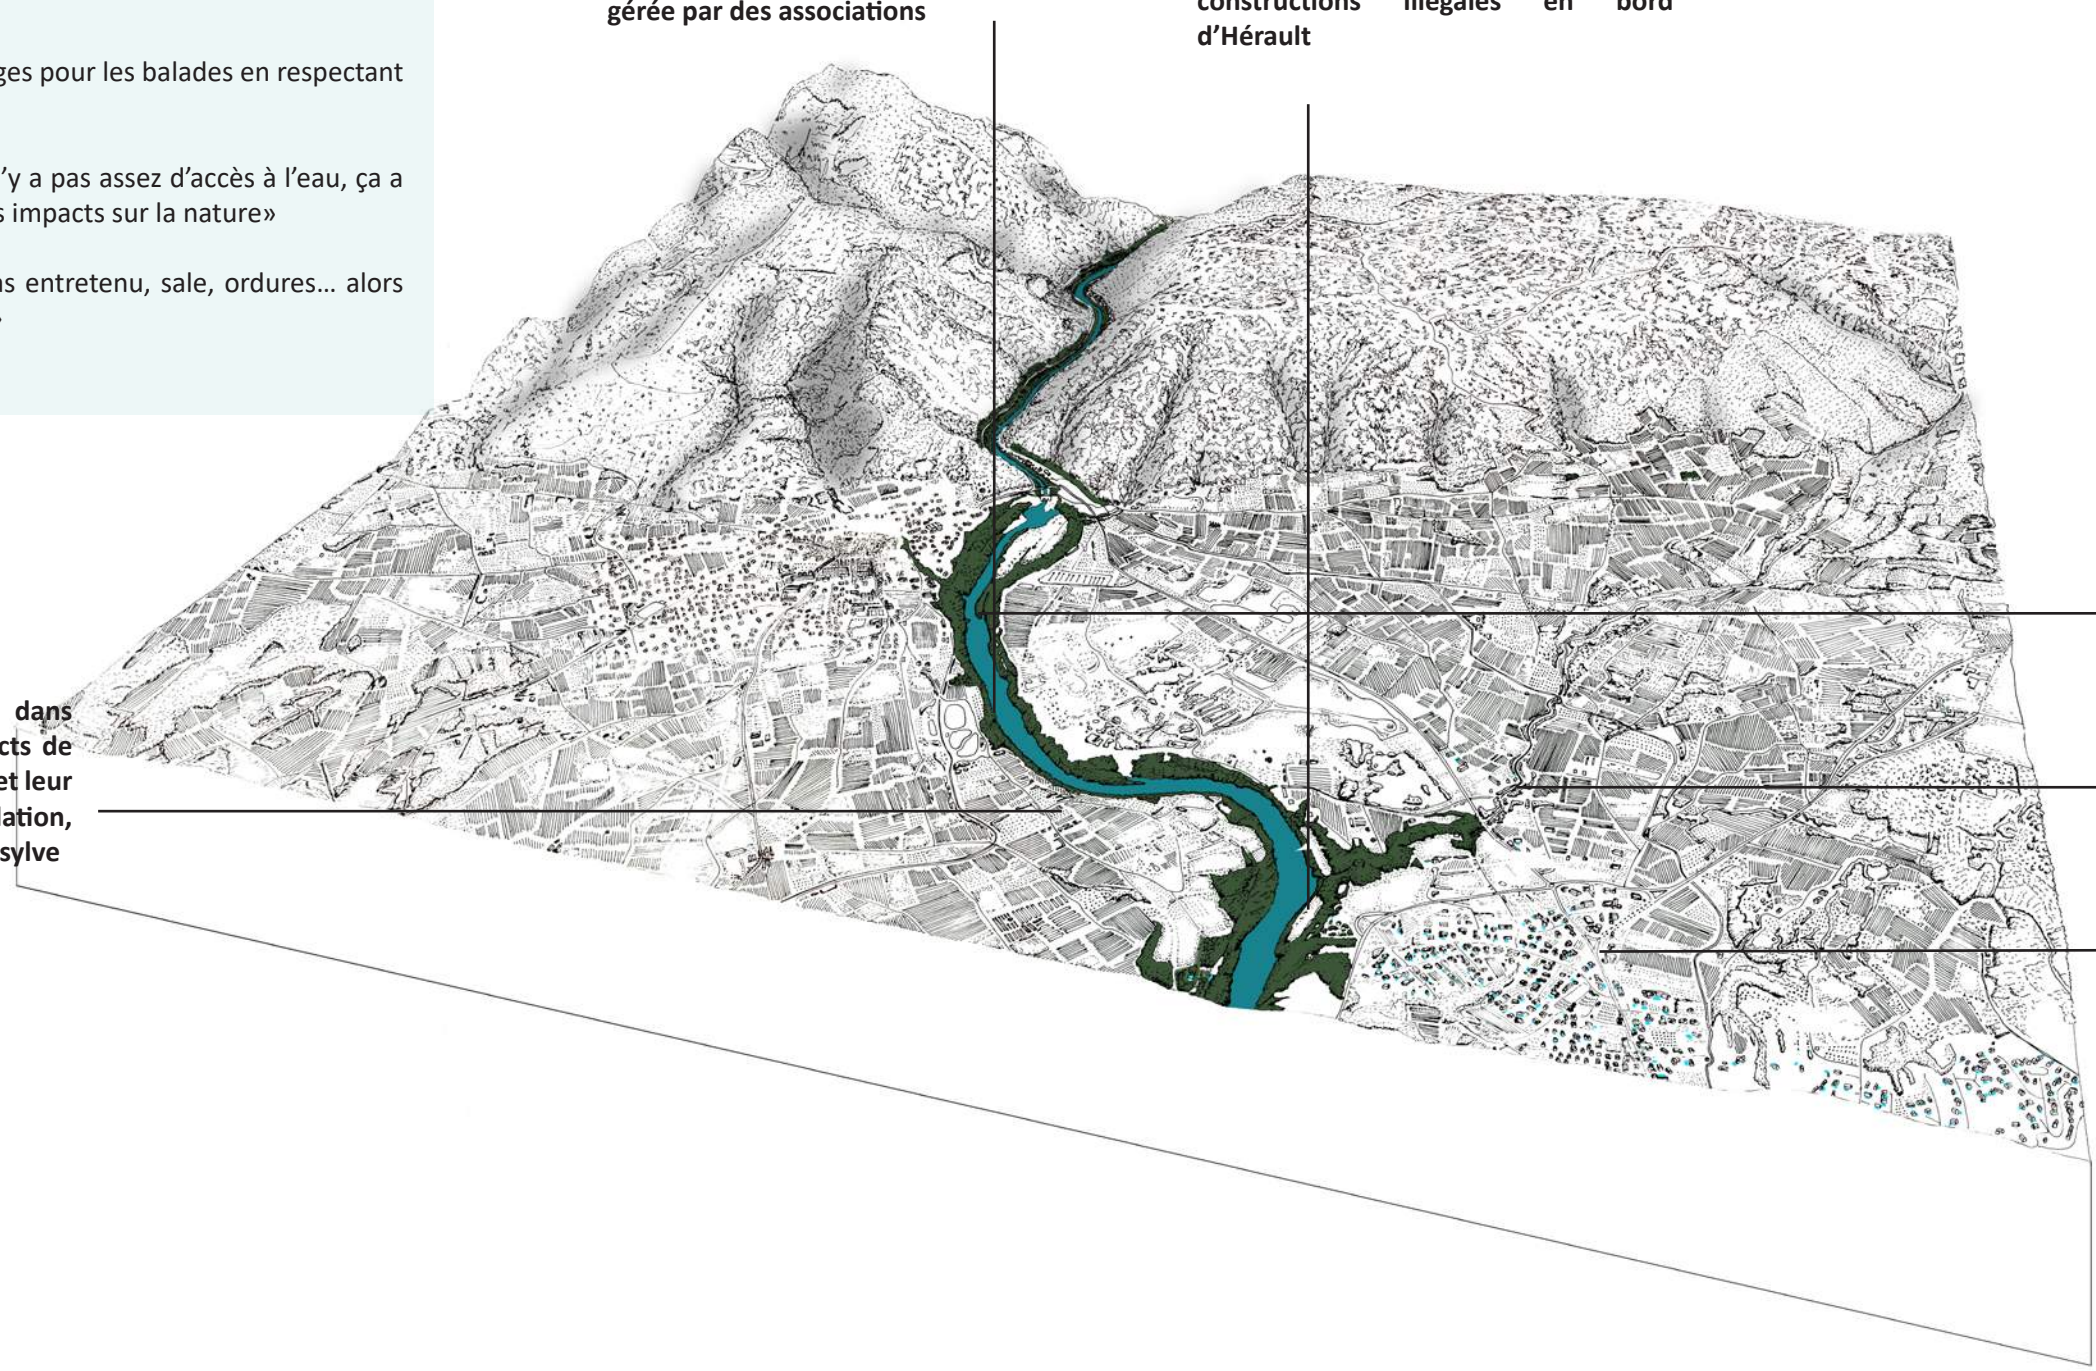 ges pour les balades en respectant
'y a pas assez d'accès à l'eau, ça a
s impacts sur la nature»
as entretenu, sale, ordures... alors
gérée par des associations
constructions illégales en bord
d'Hérault
dans
cts de
et leur
lation,
sylve